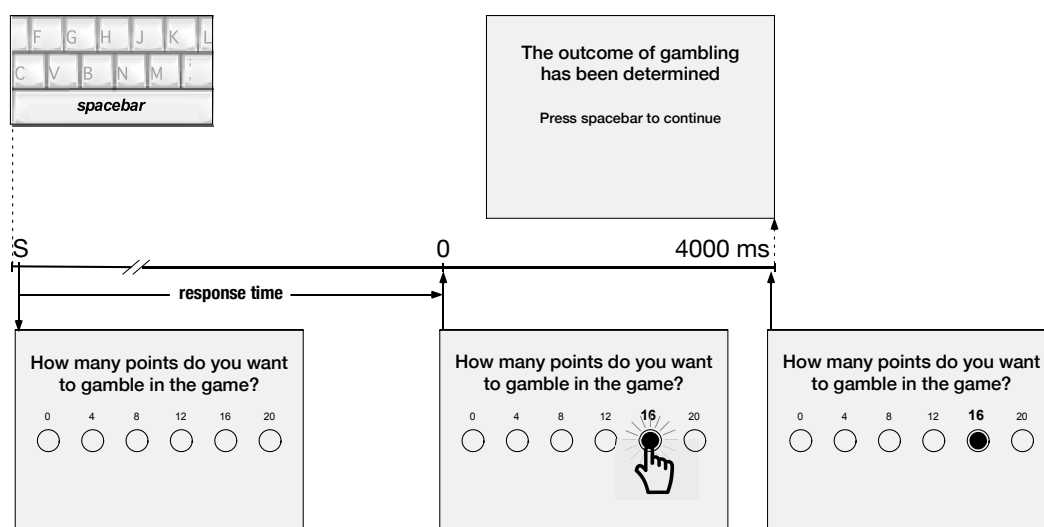 F G H J K L
C V B N M ; ,
spacebar
The outcome of gambling
has been determined
Press spacebar to continue
S 0 4000 ms
response time
How many points do you want
to gamble in the game?
0 4 8 12 16 20
How many points do you want
to gamble in the game?
0 4 8 12 16 20
How many points do you want
to gamble in the game?
0 4 8 12 16 20